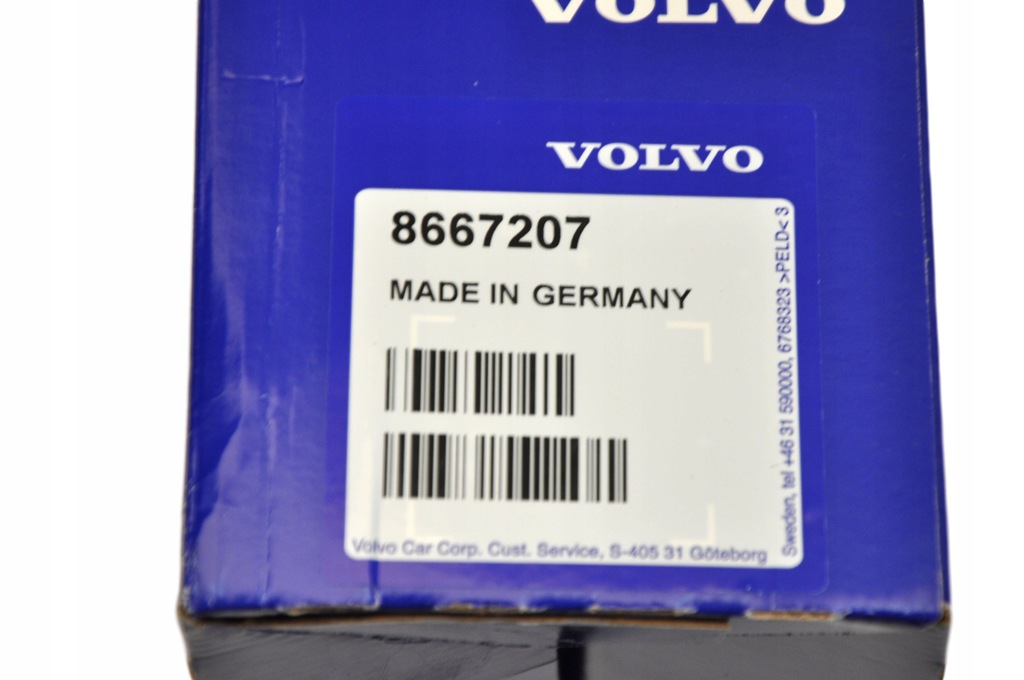 VOLVO
VOLVO
8667207
MADE IN GERMANY
Volvo Car Corp. Cust. Service, S-405 31 Göteborg
Sweden, tel +46 31 590000, 6768323 >PELD< 3